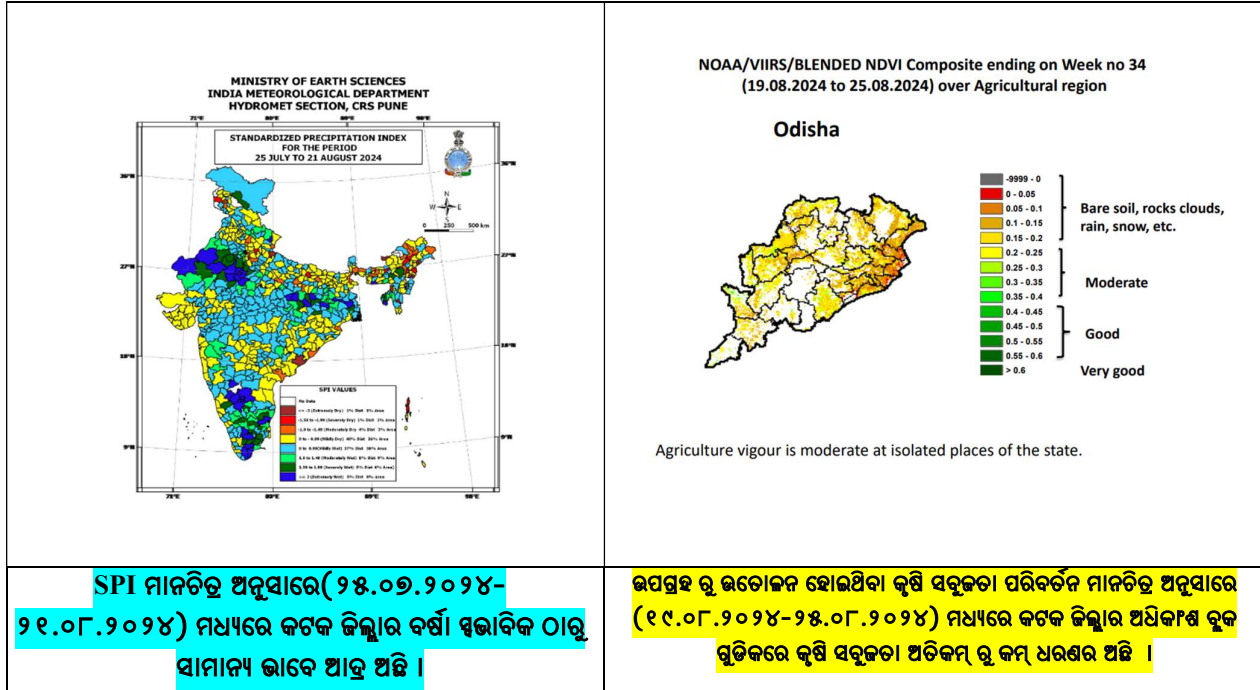 MINISTRY OF EARTH SCIENCES
INDIA METEOROLOGICAL DEPARTMENT
HYDROMET SECTION, CRS PUNE
STANDARDIZED PRECIPITATION INDEX
FOR THE PERIOD
25 JULY TO 21 AUGUST 2024
N
W E
S
0 250 500 km
SPI VALUES
No Data
NOAA/VIIRS/BLENDED NDVI Composite ending on Week no 34
(19.08.2024 to 25.08.2024) over Agricultural region
Odisha
-9999 - 0
0 - 0.05
0.05 - 0.1
0.1 - 0.15
0.15 - 0.2
0.2 - 0.25
0.25 - 0.3
0.3 - 0.35
0.35 - 0.4
0.4 - 0.45
0.45 - 0.5
0.5 - 0.55
0.55 - 0.6
> 0.6
Bare soil, rocks clouds,
rain, snow, etc.
Moderate
Good
Very good
Agriculture vigour is moderate at isolated places of the state.
SPI ମାନଚିତ୍ର ଅନୁସାରେ(୨୫.୦୭.୨୦୨୪-
୨୧.୦୮.୨୦୨୪) ମଧ୍ୟରେ କଟକ ଜିଲ୍ଲାର ବର୍ଷା ସ୍ଵଭାବିକ ଠାରୁ
ସାମାନ୍ୟ ଭାବେ ଆଦ୍ର ଅଛି ।
ଉପଗ୍ରହ ରୁ ଉତୋଳନ ହୋଇଥିବା କୃଷି ସବୁଜତା ପରିବର୍ତନ ମାନଚିତ୍ର ଅନୁସାରେ
(୧୯.୦୮.୨୦୨୪-୨୫.୦୮.୨୦୨୪) ମଧ୍ୟରେ କଟକ ଜିଲ୍ଲାର ଅଧିକାଂଶ ବ୍ଲକ
ଗୁଡିକରେ କୃଷି ସବୁଜତା ଅତିକମ୍ ରୁ କମ୍ ଧରଣର ଅଛି ।